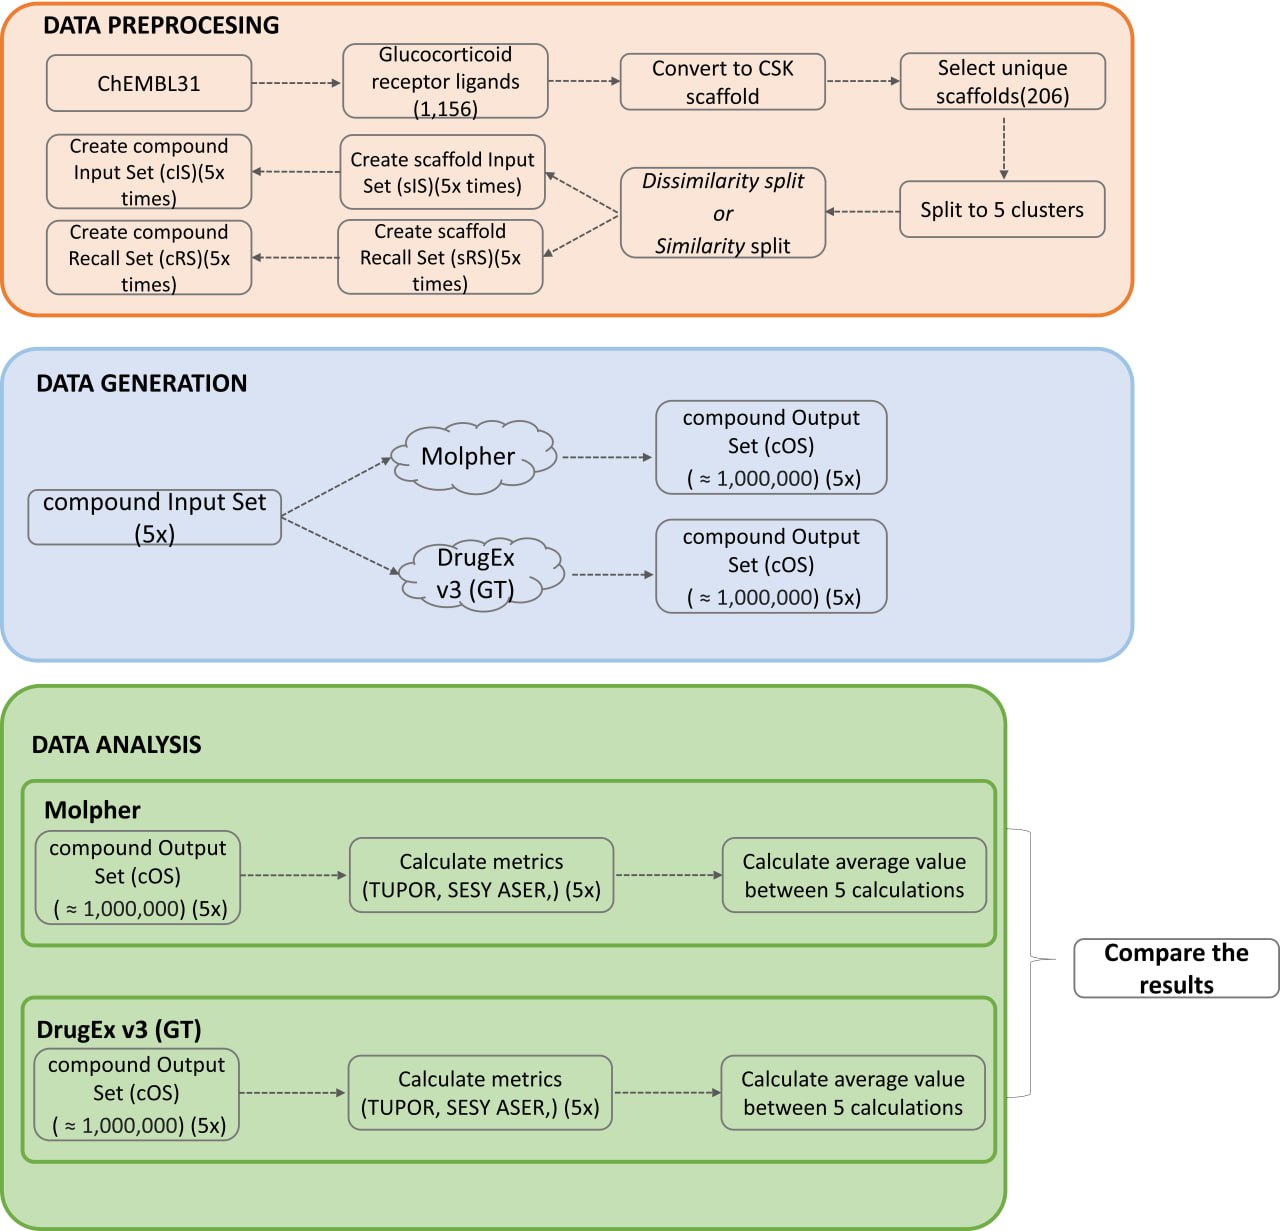 DATA PREPROCESING
ChEMBL31
Glucocorticoid
receptor ligands
(1,156)
Convert to CSK
scaffold
Select unique
scaffolds(206)
Split to 5 clusters
Dissimilarity split
or
Similarity split
Create scaffold Input
Set (sIS)(5x times)
Create compound
Input Set (cIS)(5x
times)
Create scaffold
Recall Set (sRS)(5x
times)
Create compound
Recall Set (cRS)(5x
times)
DATA GENERATION
compound Input Set
(5x)
Molpher
compound Output
Set (cOS)
( ≈ 1,000,000) (5x)
DrugEx
v3 (GT)
compound Output
Set (cOS)
( ≈ 1,000,000) (5x)
DATA ANALYSIS
Molpher
compound Output
Set (cOS)
( ≈ 1,000,000) (5x)
Calculate metrics
(TUPOR, SESY ASER,) (5x)
Calculate average value
between 5 calculations
DrugEx v3 (GT)
compound Output
Set (cOS)
( ≈ 1,000,000) (5x)
Calculate metrics
(TUPOR, SESY ASER,) (5x)
Calculate average value
between 5 calculations
Compare the
results